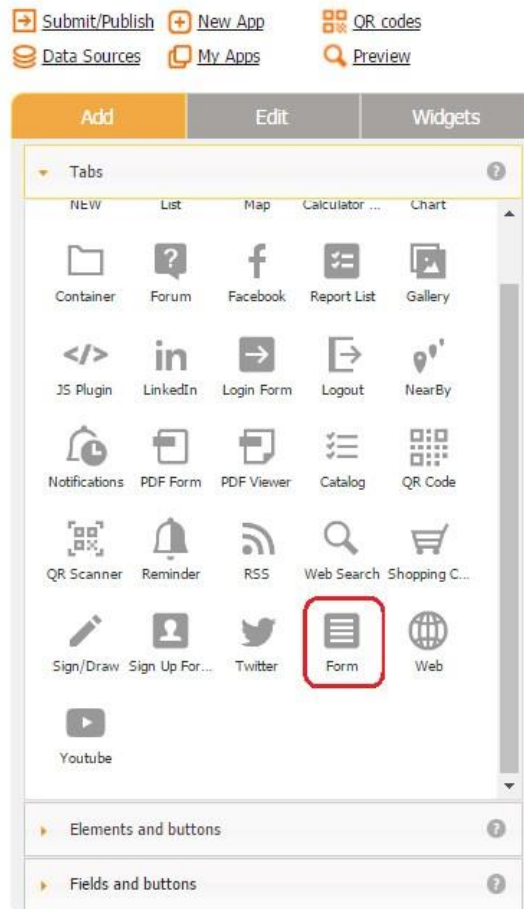 Submit/Publish New App QR codes
Data Sources My Apps Preview
Add Edit Widgets
Tabs ?
NEW List Map Calculator ... Chart
Container Forum Facebook Report List Gallery
JS Plugin LinkedIn Login Form Logout NearBy
Notifications PDF Form PDF Viewer Catalog QR Code
QR Scanner Reminder RSS Web Search Shopping C...
Sign/Draw Sign Up For... Twitter Form Web
Youtube
Elements and buttons ?
Fields and buttons ?